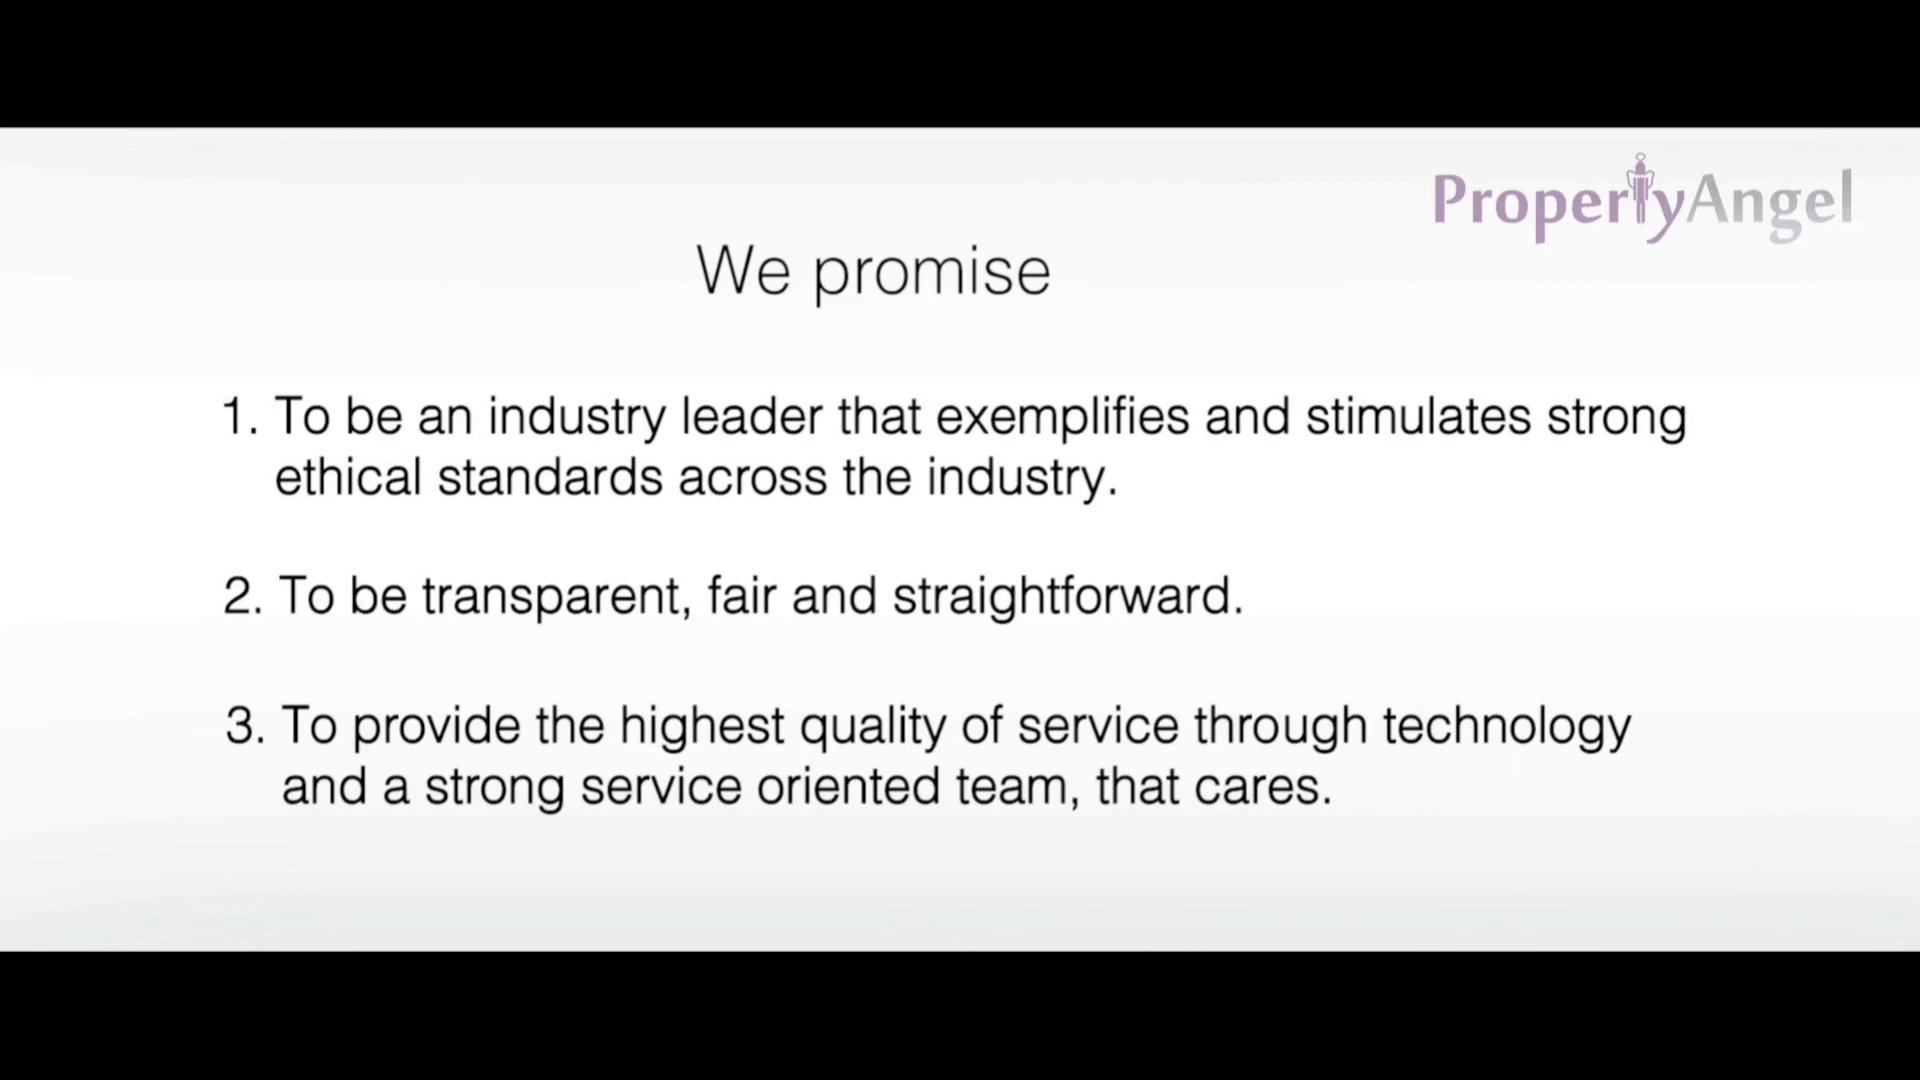 PropertyAngel
We promise
1. To be an industry leader that exemplifies and stimulates strong
ethical standards across the industry.
2. To be transparent, fair and straightforward.
3. To provide the highest quality of service through technology
and a strong service oriented team, that cares.